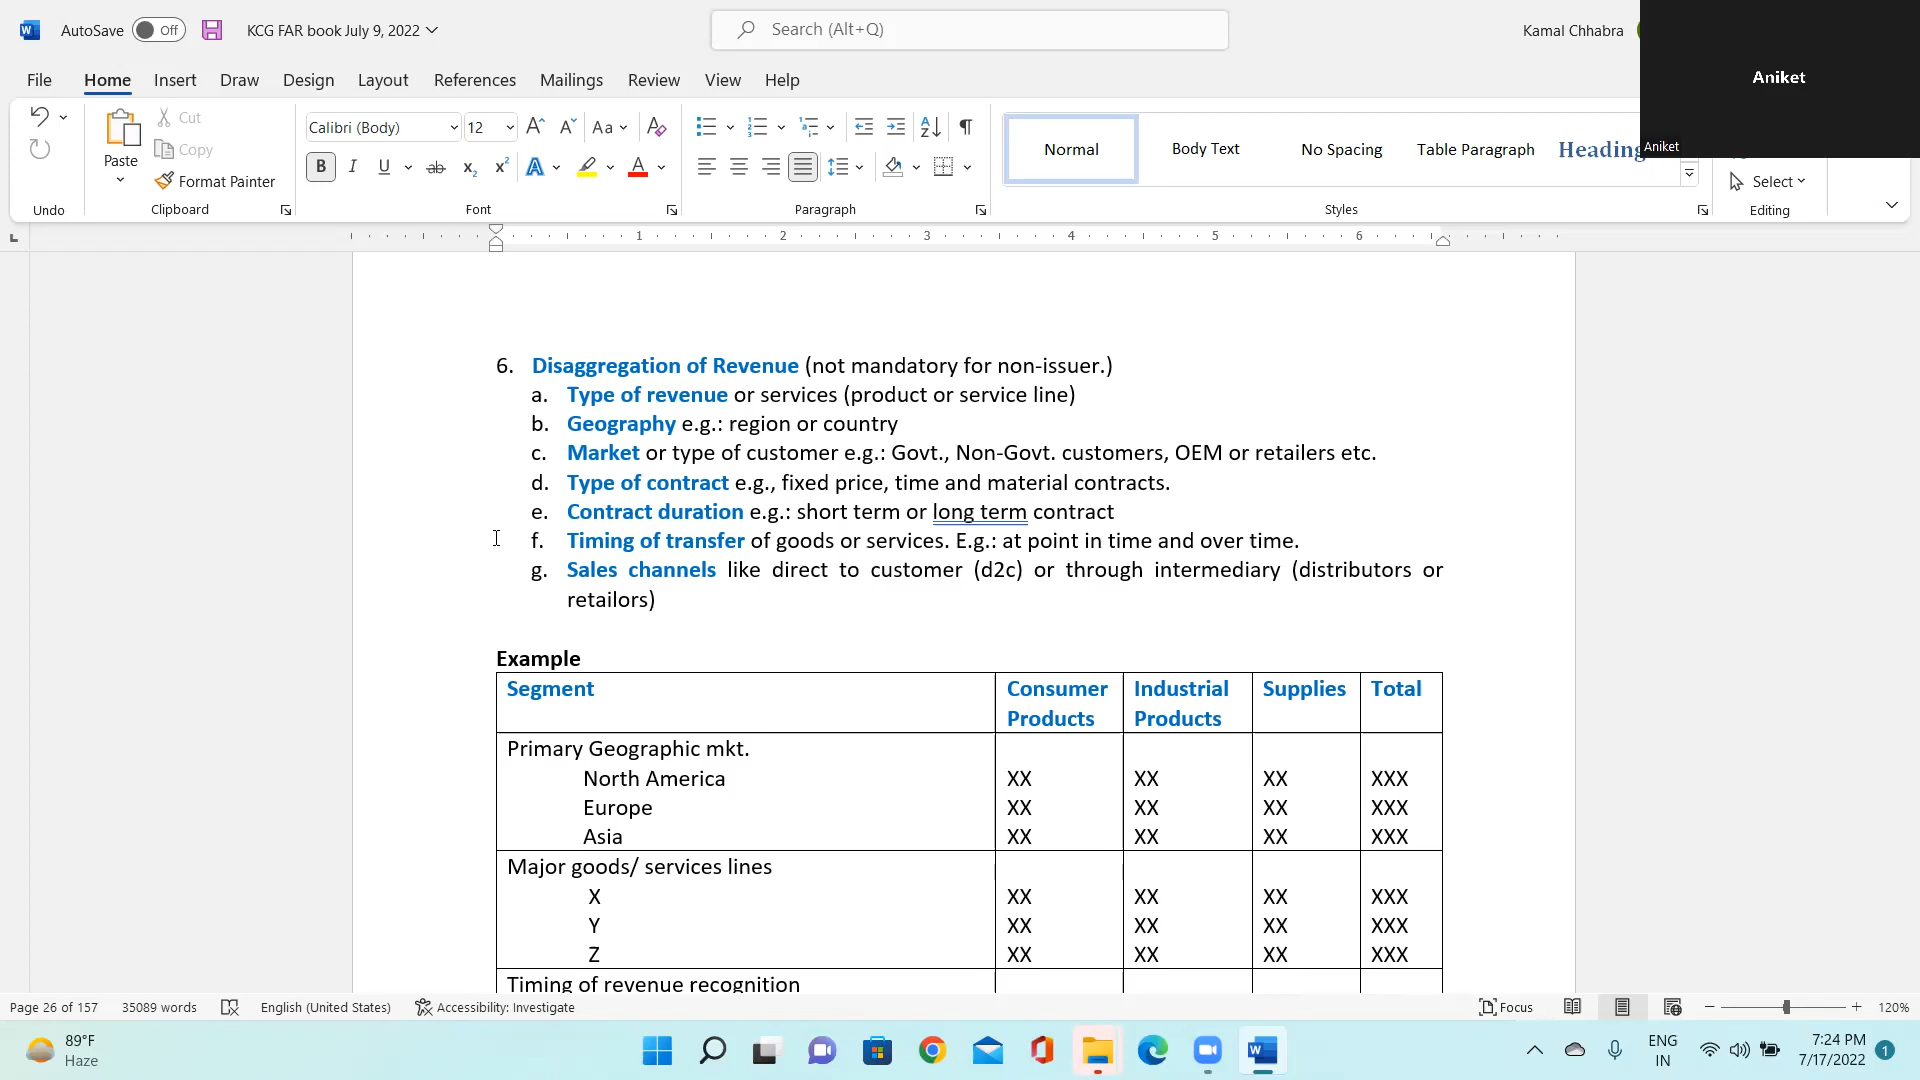 AutoSave Off KCG FAR book July 9, 2022 Search (Alt+Q) Kamal Chhabra
Aniket
File Home Insert Draw Design Layout References Mailings Review View Help
Cut
Copy
Paste
Format Painter
Calibri (Body) 12
Normal Body Text No Spacing Table Paragraph Heading
Aniket
Select
Undo Clipboard Font Paragraph Styles Editing
1 2 3 4 5 6
6. Disaggregation of Revenue (not mandatory for non-issuer.)
a. Type of revenue or services (product or service line)
b. Geography e.g.: region or country
c. Market or type of customer e.g.: Govt., Non-Govt. customers, OEM or retailers etc.
d. Type of contract e.g., fixed price, time and material contracts.
e. Contract duration e.g.: short term or long term contract
f. Timing of transfer of goods or services. E.g.: at point in time and over time.
g. Sales channels like direct to customer (d2c) or through intermediary (distributors or
retailors)
Example
Segment Consumer Industrial Supplies Total
Products Products
Primary Geographic mkt.
North America XX XX XX XXX
Europe XX XX XX XXX
Asia XX XX XX XXX
Major goods/ services lines
X XX XX XX XXX
Y XX XX XX XXX
Z XX XX XX XXX
Timing of revenue recognition
Page 26 of 157 35089 words English (United States) Accessibility: Investigate Focus 120%
89°F
Haze
ENG
IN
7:24 PM
7/17/2022
1